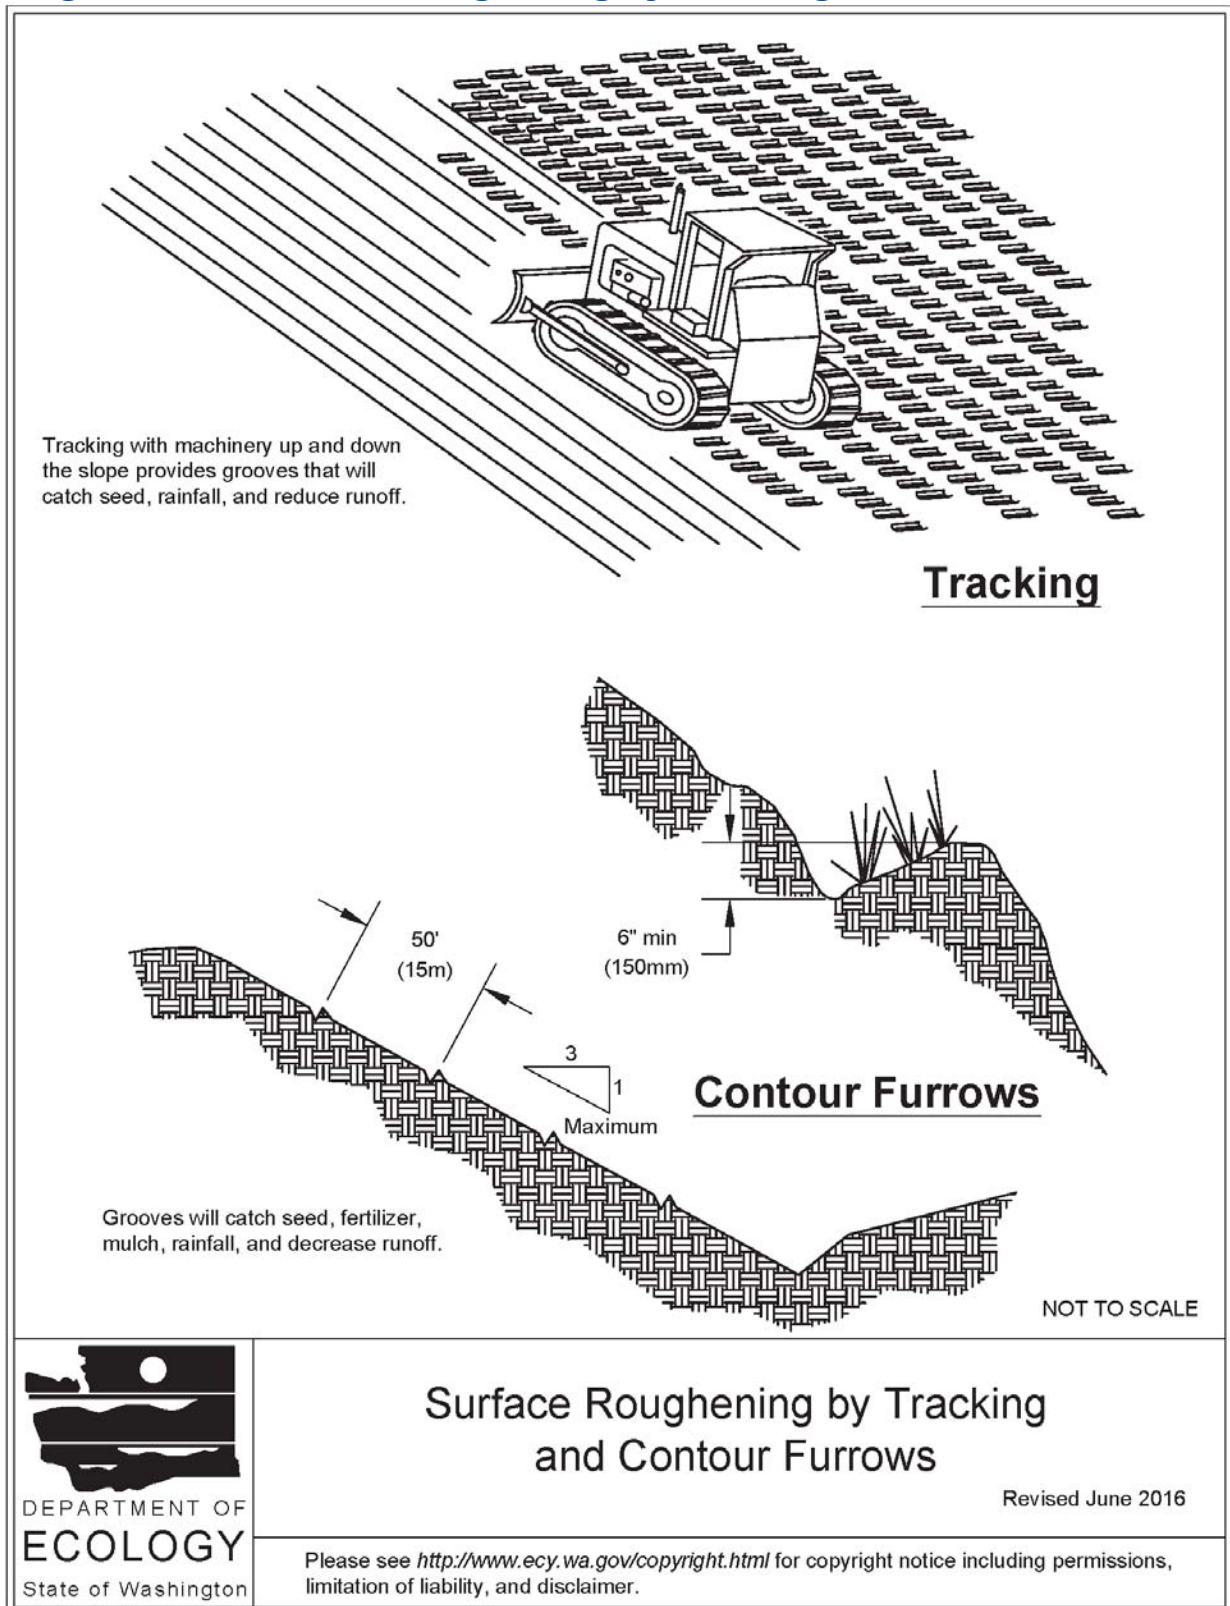 Tracking with machinery up and down
the slope provides grooves that will
catch seed, rainfall, and reduce runoff.
Tracking
50'
(15m)
6" min
(150mm)
3
1
Maximum
Contour Furrows
Grooves will catch seed, fertilizer,
mulch, rainfall, and decrease runoff.
NOT TO SCALE
Surface Roughening by Tracking
and Contour Furrows
Revised June 2016
DEPARTMENT OF
ECOLOGY
State of Washington
Please see http://www.ecy.wa.gov/copyright.html for copyright notice including permissions,
limitation of liability, and disclaimer.